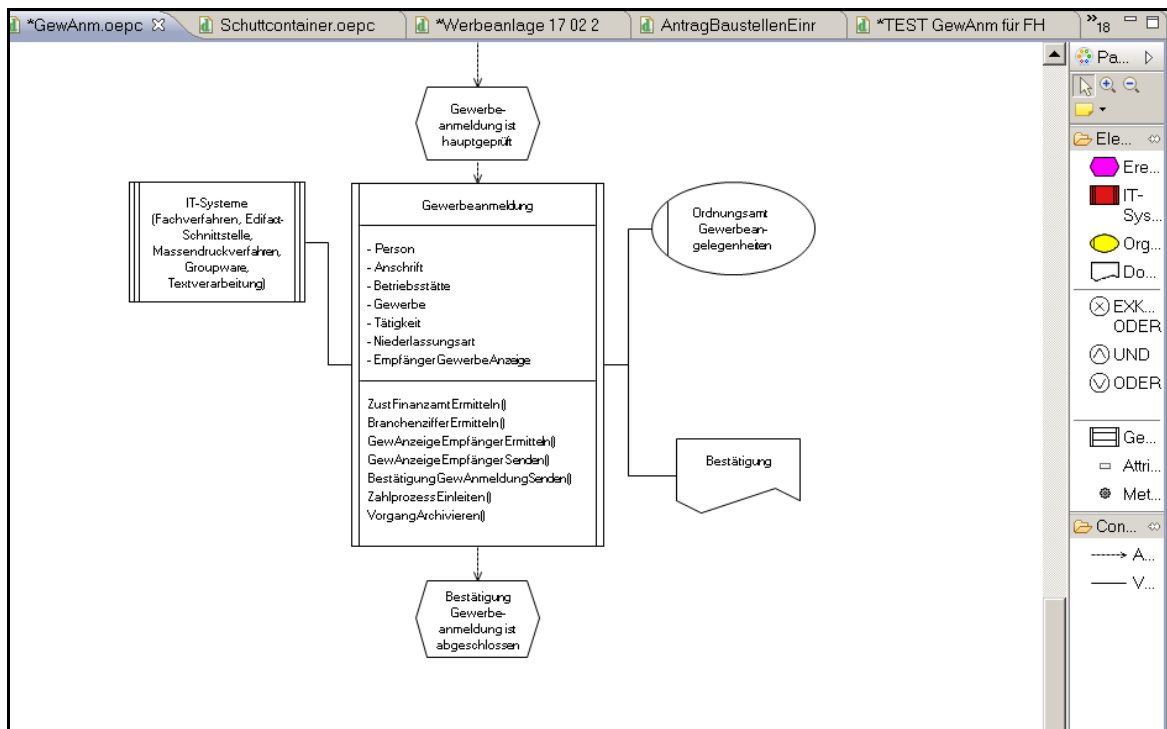 *GewAnm.oepc
Schuttcontainer.oepc
*Werbeanlage 17 02 2
AntragBaustellenEinr
*TEST GewAnm für FH
»18
Pa...
Ele...
Ere...
IT-
Sys...
Org...
Do...
EXK...
ODER
UND
ODER
Ge...
Attri...
Met...
Con...
A...
V...
Gewerbe-
anmeldung ist
hauptgeprüft
IT-Systeme
(Fachverfahren, Edifact-
Schnittstelle,
Massendruckverfahren,
Groupware,
Textverarbeitung)
Gewerbeanmeldung
- Person
- Anschrift
- Betriebsstätte
- Gewerbe
- Tätigkeit
- Niederlassungsart
- EmpfängerGewerbeAnzeige
ZustFinanzamtErmitteln()
BranchenzifferErmitteln()
GewAnzeigeEmpfängerErmitteln()
GewAnzeigeEmpfängerSenden()
BestätigungGewAnmeldungSenden()
ZahlprozessEinleiten()
VorgangArchivieren()
Ordnungsamt
Gewerbean-
gelegenheiten
Bestätigung
Bestätigung
Gewerbe-
anmeldung ist
abgeschlossen